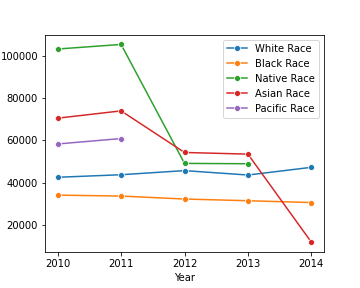 White Race
Black Race
Native Race
Asian Race
Pacific Race
100000
80000
60000
40000
20000
2010 2011 2012 2013 2014
Year